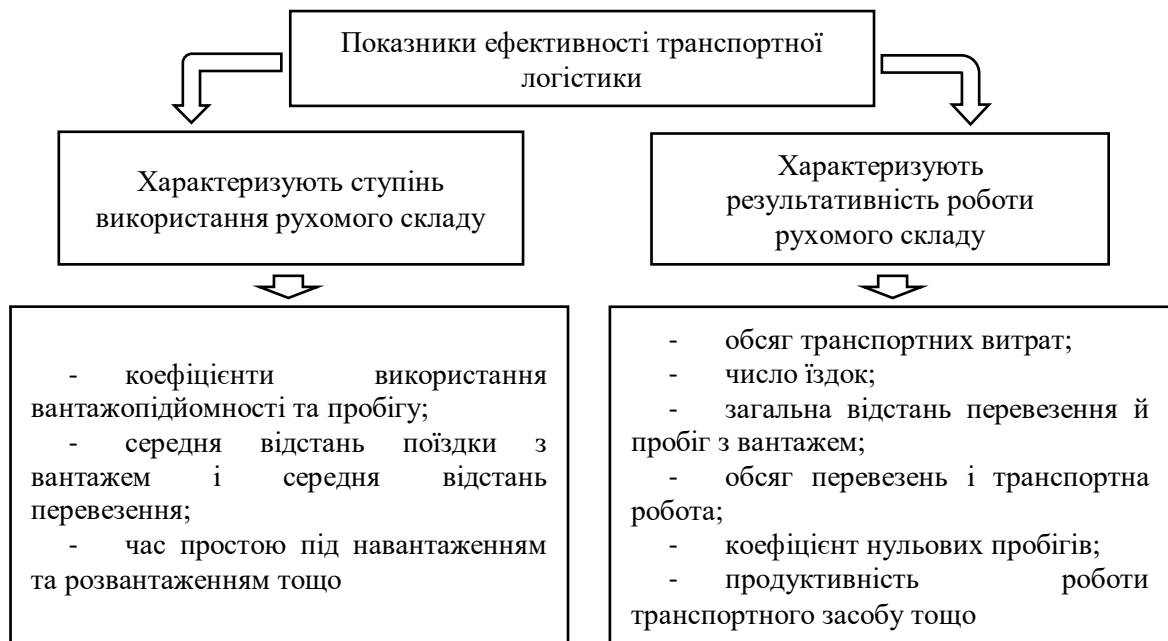 Показники ефективності транспортної
логістики
Характеризують ступінь
використання рухомого складу
Характеризують
результативність роботи
рухомого складу
- коефіцієнти використання
вантажопідйомності та пробігу;
- середня відстань поїздки з
вантажем і середня відстань
перевезення;
- час простою під навантаженням
та розвантаженням тощо
- обсяг транспортних витрат;
- число їздок;
- загальна відстань перевезення й
пробіг з вантажем;
- обсяг перевезень і транспортна
робота;
- коефіцієнт нульових пробігів;
- продуктивність роботи
транспортного засобу тощо